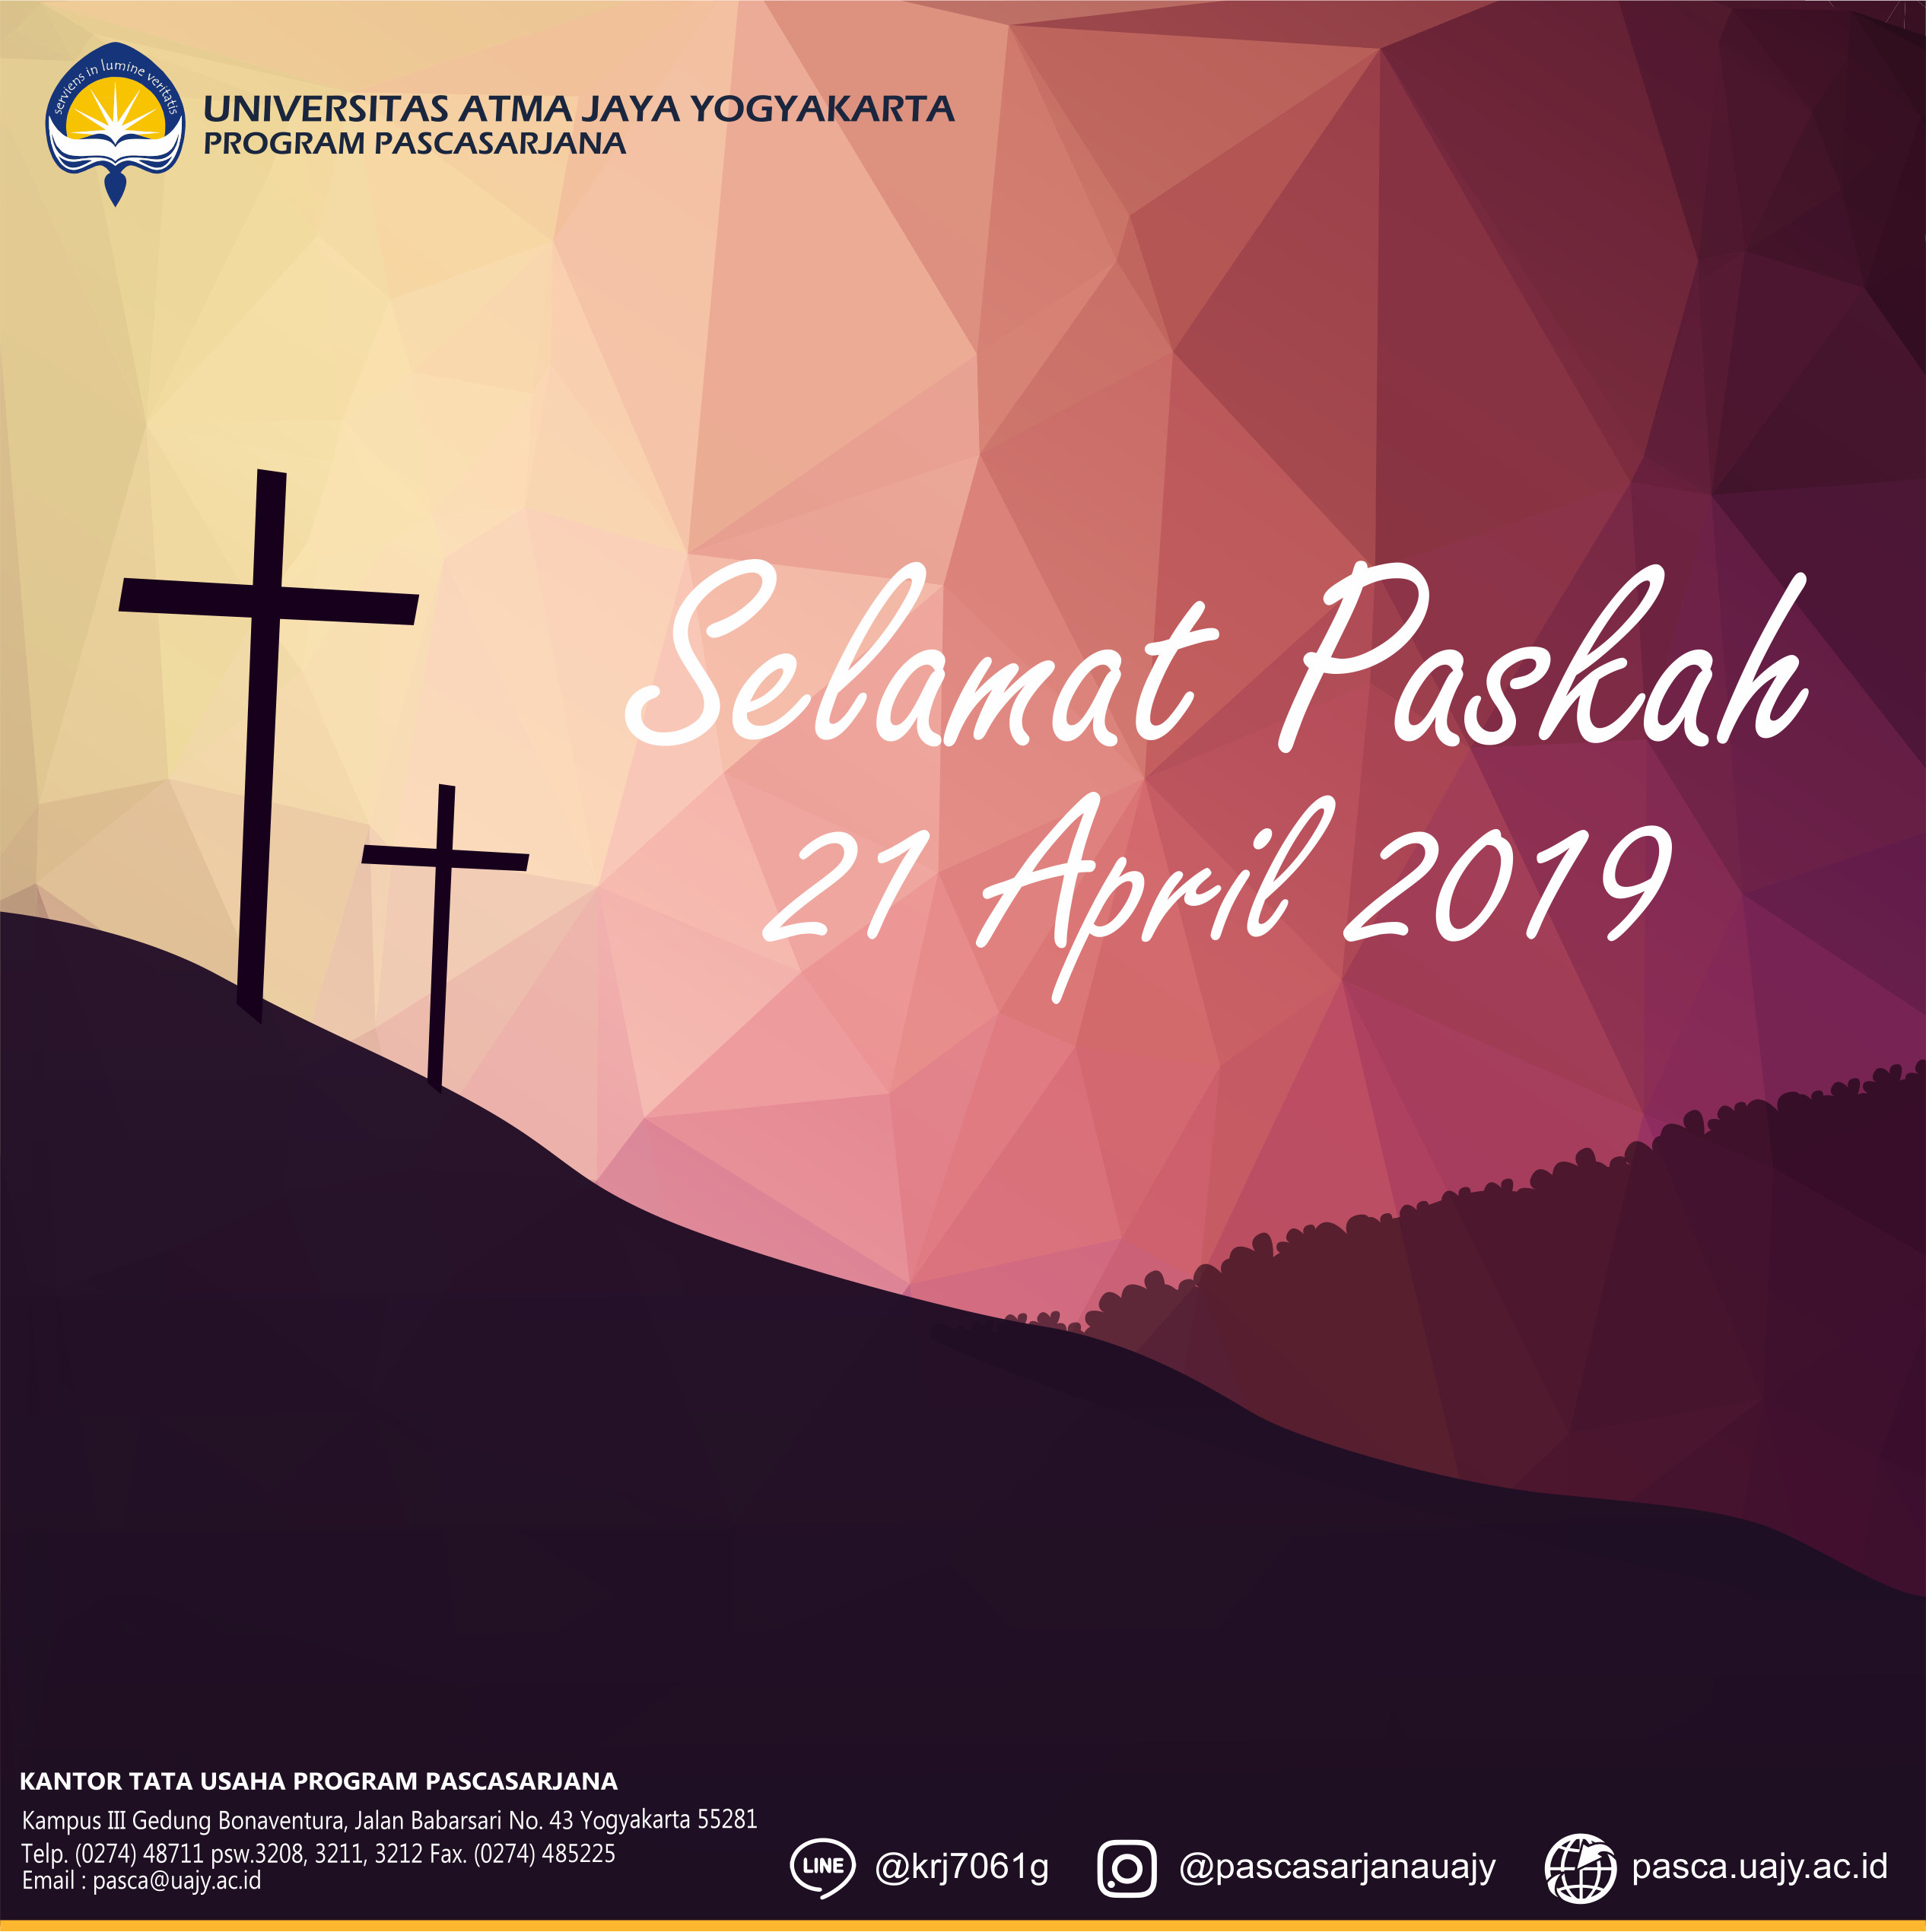 serviens in lumine veritatis
UNIVERSITAS ATMA JAYA YOGYAKARTA
PROGRAM PASCASARJANA
Selamat Paskah
21 April 2019
KANTOR TATA USAHA PROGRAM PASCASARJANA
Kampus III Gedung Bonaventura, Jalan Babarsari No. 43 Yogyakarta 55281
Telp. (0274) 48711 psw.3208, 3211, 3212 Fax. (0274) 485225
Email : pasca@uajy.ac.id
LINE @krj7061g @pascasarjanauajy pasca.uajy.ac.id